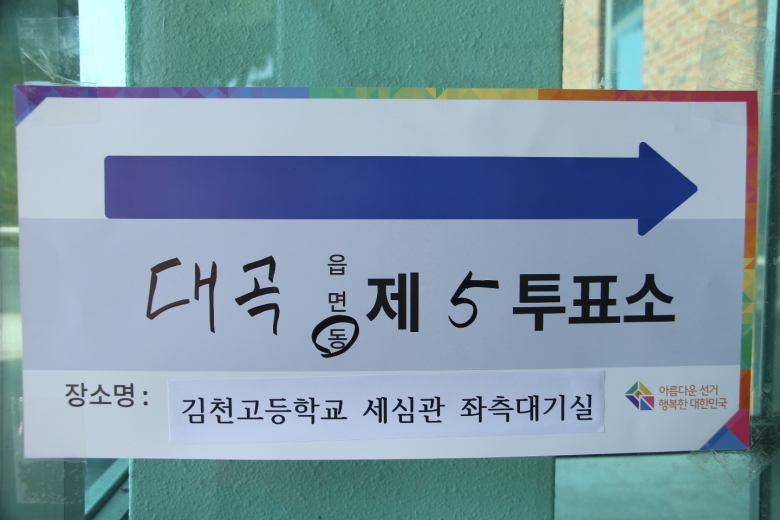 대곡 읍면동 제 5 투표소
장소명 : 김천고등학교 세심관 좌측대기실
아름다운 선거
행복한 대한민국